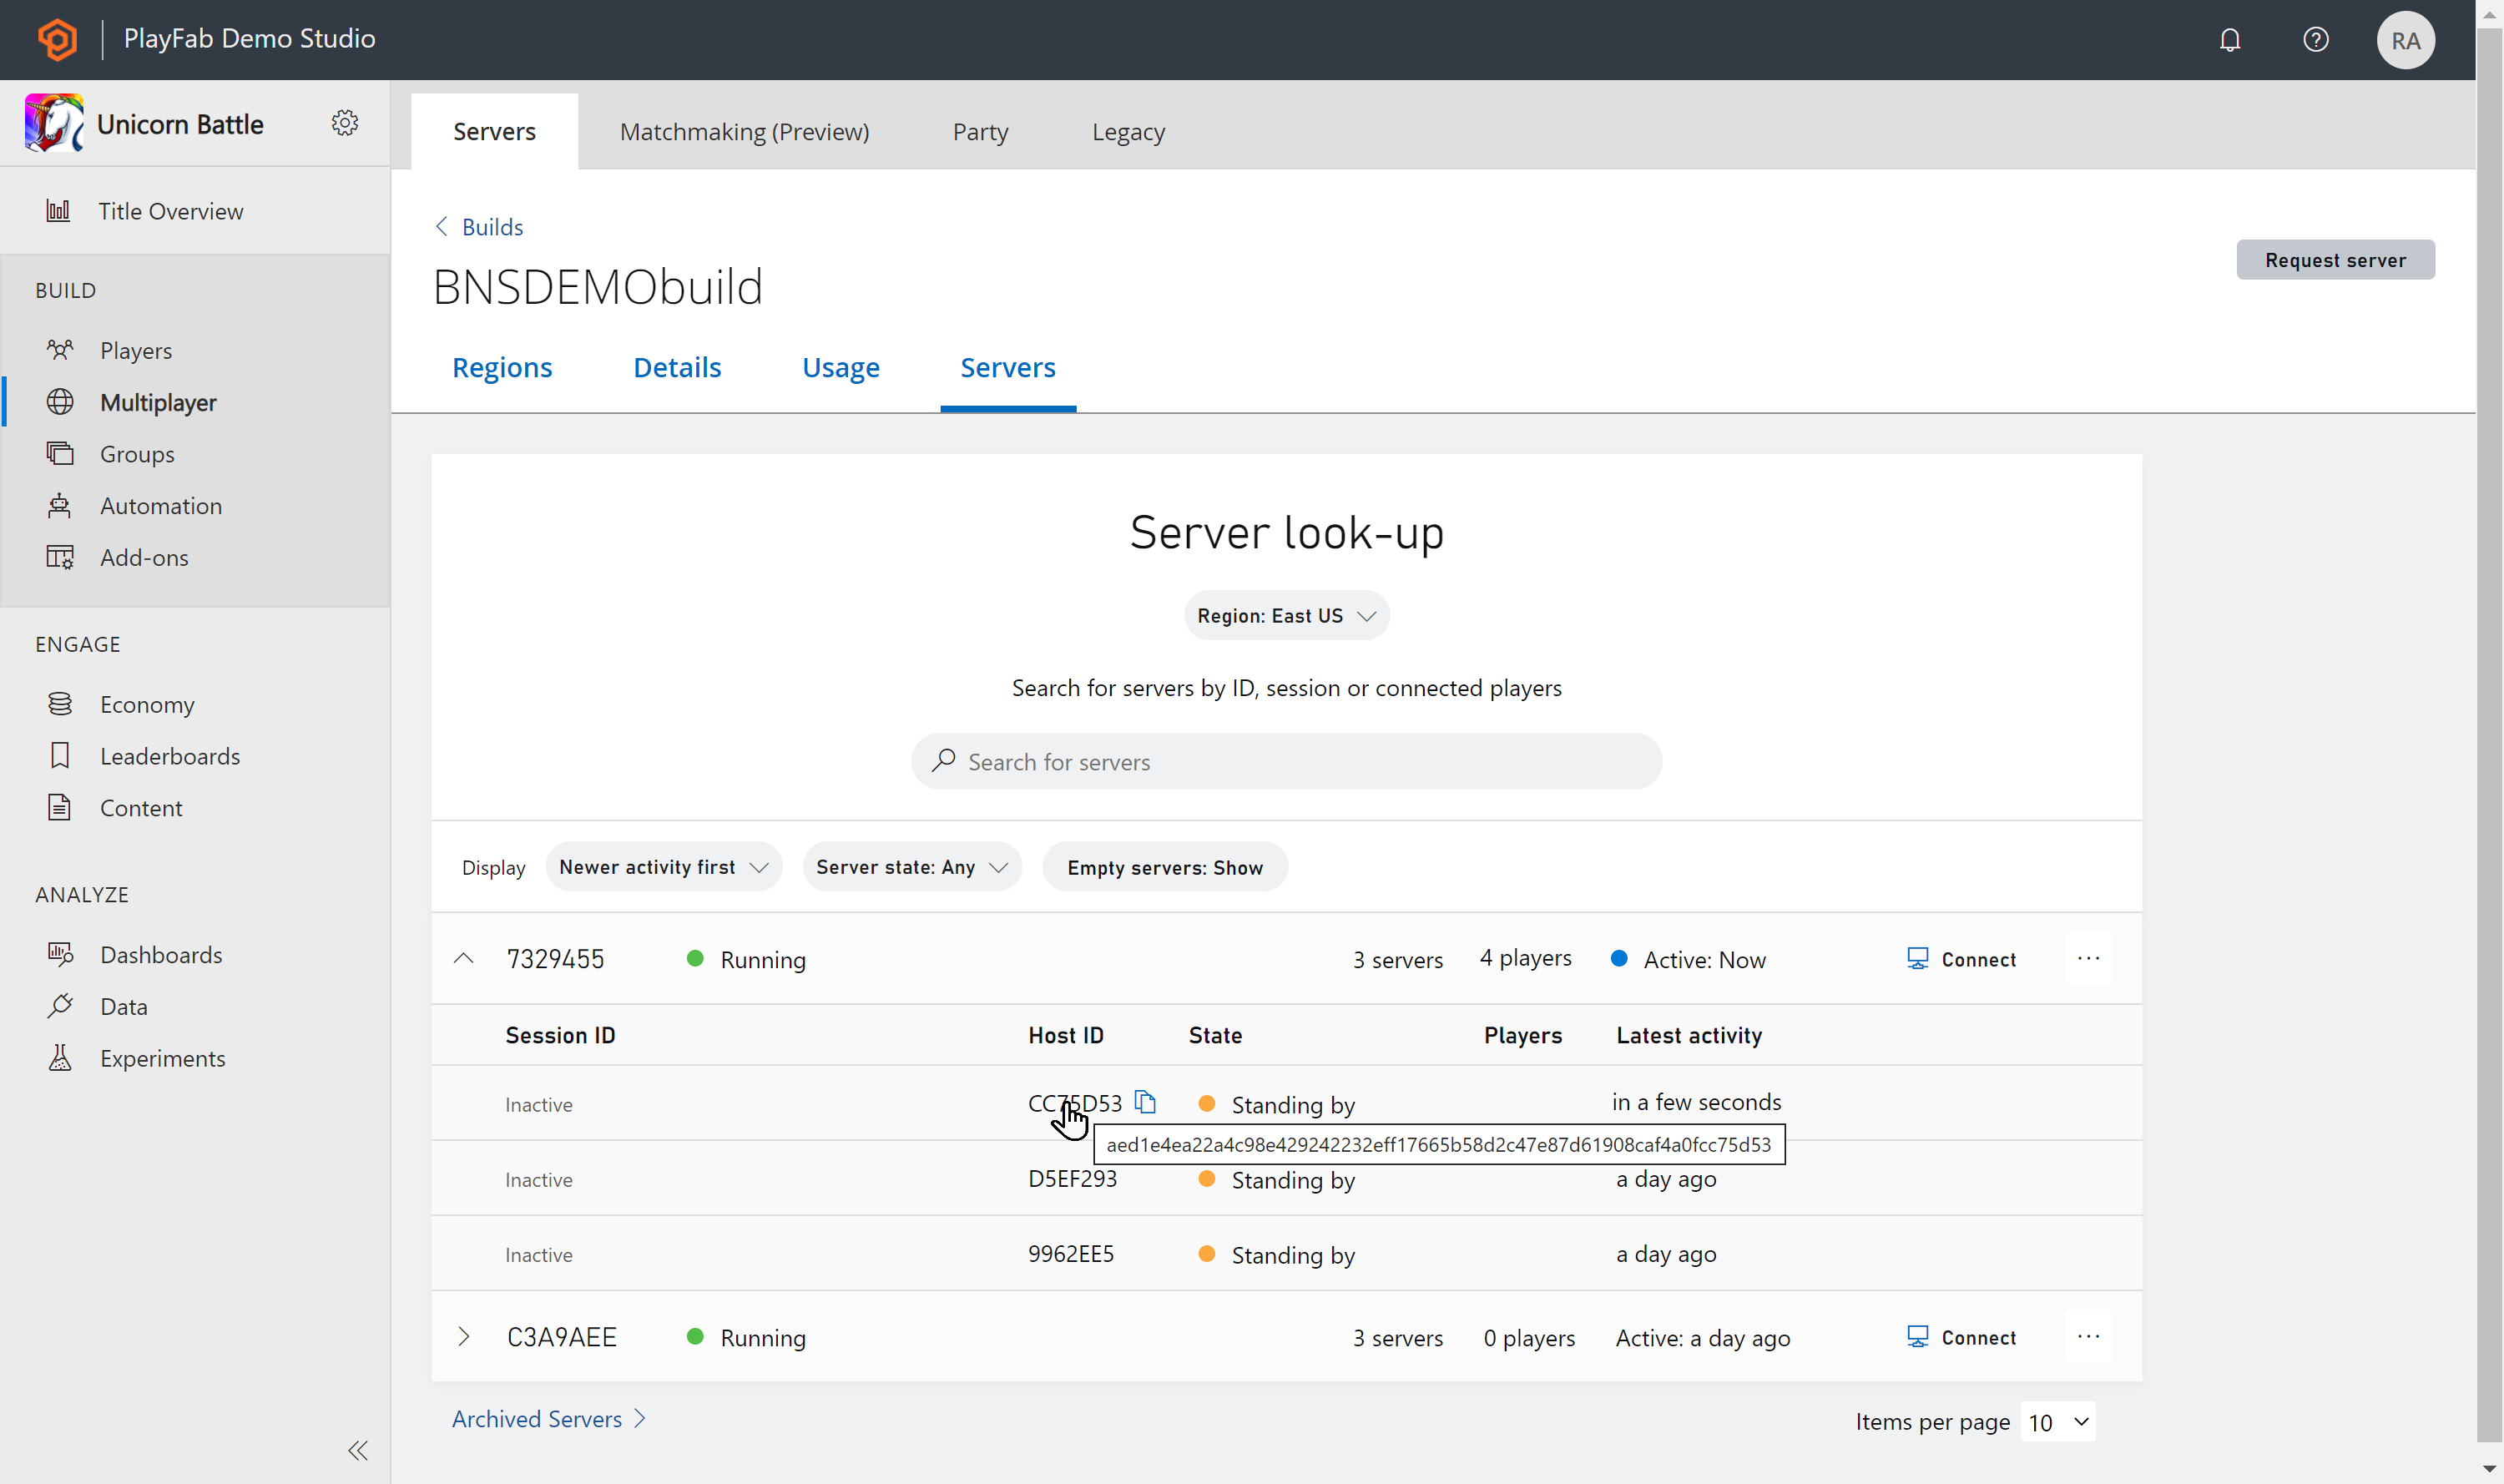 PlayFab Demo Studio
RA
Unicorn Battle
Servers Matchmaking (Preview) Party Legacy
Title Overview
BUILD
Players
Multiplayer
Groups
Automation
Add-ons
ENGAGE
Economy
Leaderboards
Content
ANALYZE
Dashboards
Data
Experiments
Builds
BNSDEMObuild
Request server
Regions Details Usage Servers
Server look-up
Region: East US
Search for servers by ID, session or connected players
Search for servers
Display Newer activity first Server state: Any Empty servers: Show
7329455 Running 3 servers 4 players Active: Now Connect ...
Session ID Host ID State Players Latest activity
Inactive CC75D53 Standing by in a few seconds
aed1e4ea22a4c98e429242232eff17665b58d2c47e87d61908caf4a0fcc75d53
Inactive D5EF293 Standing by a day ago
Inactive 9962EE5 Standing by a day ago
C3A9AEE Running 3 servers 0 players Active: a day ago Connect ...
Archived Servers
Items per page 10